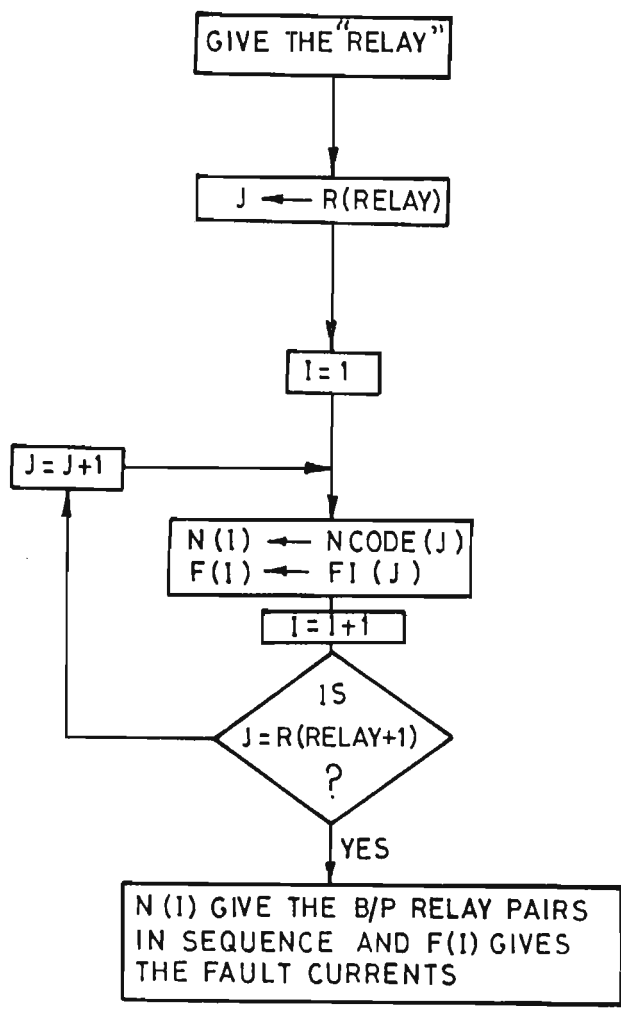 GIVE THE "RELAY"
J ← R(RELAY)
I = 1
J = J+1
N(I) ← NCODE(J)
F(I) ← FI(J)
I = I+1
IS
J = R(RELAY+1)
?
YES
N(I) GIVE THE B/P RELAY PAIRS
IN SEQUENCE AND F(I) GIVES
THE FAULT CURRENTS